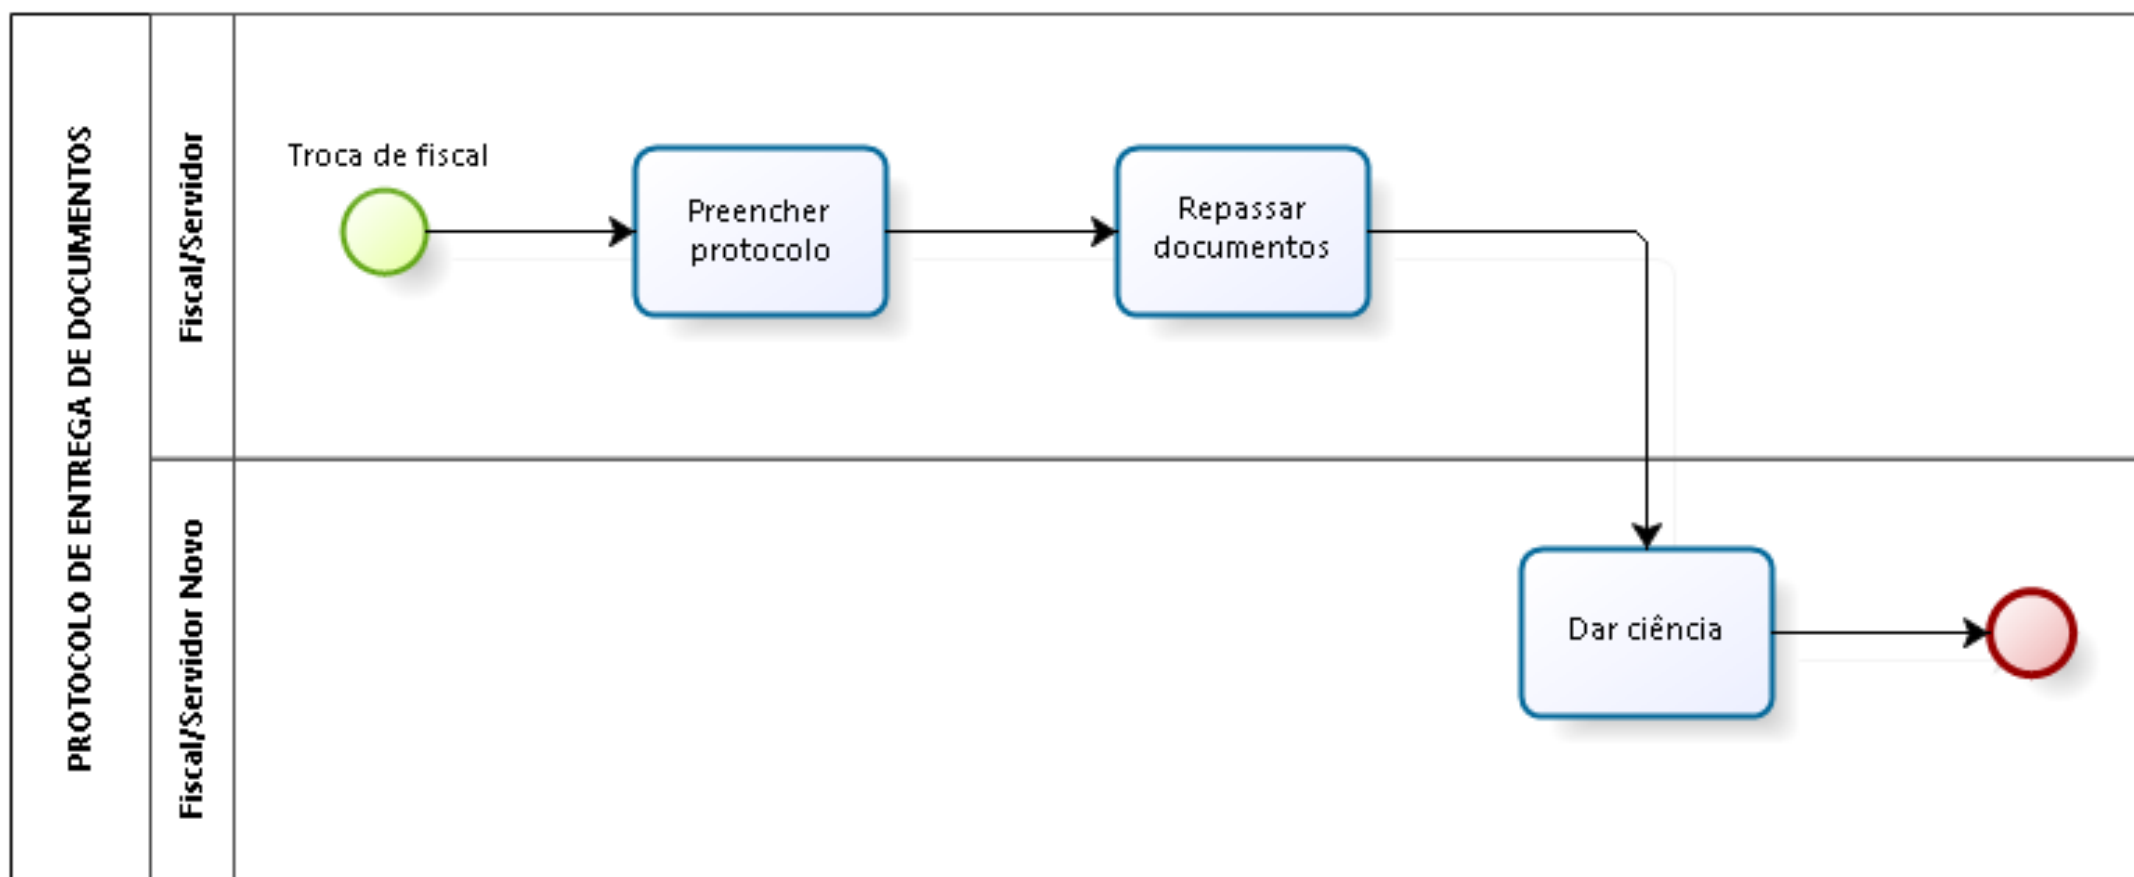 PROTOCOLO DE ENTREGA DE DOCUMENTOS
Fiscal/Servidor
Troca de fiscal
Preencher
protocolo
Repassar
documentos
Fiscal/Servidor Novo
Dar ciência